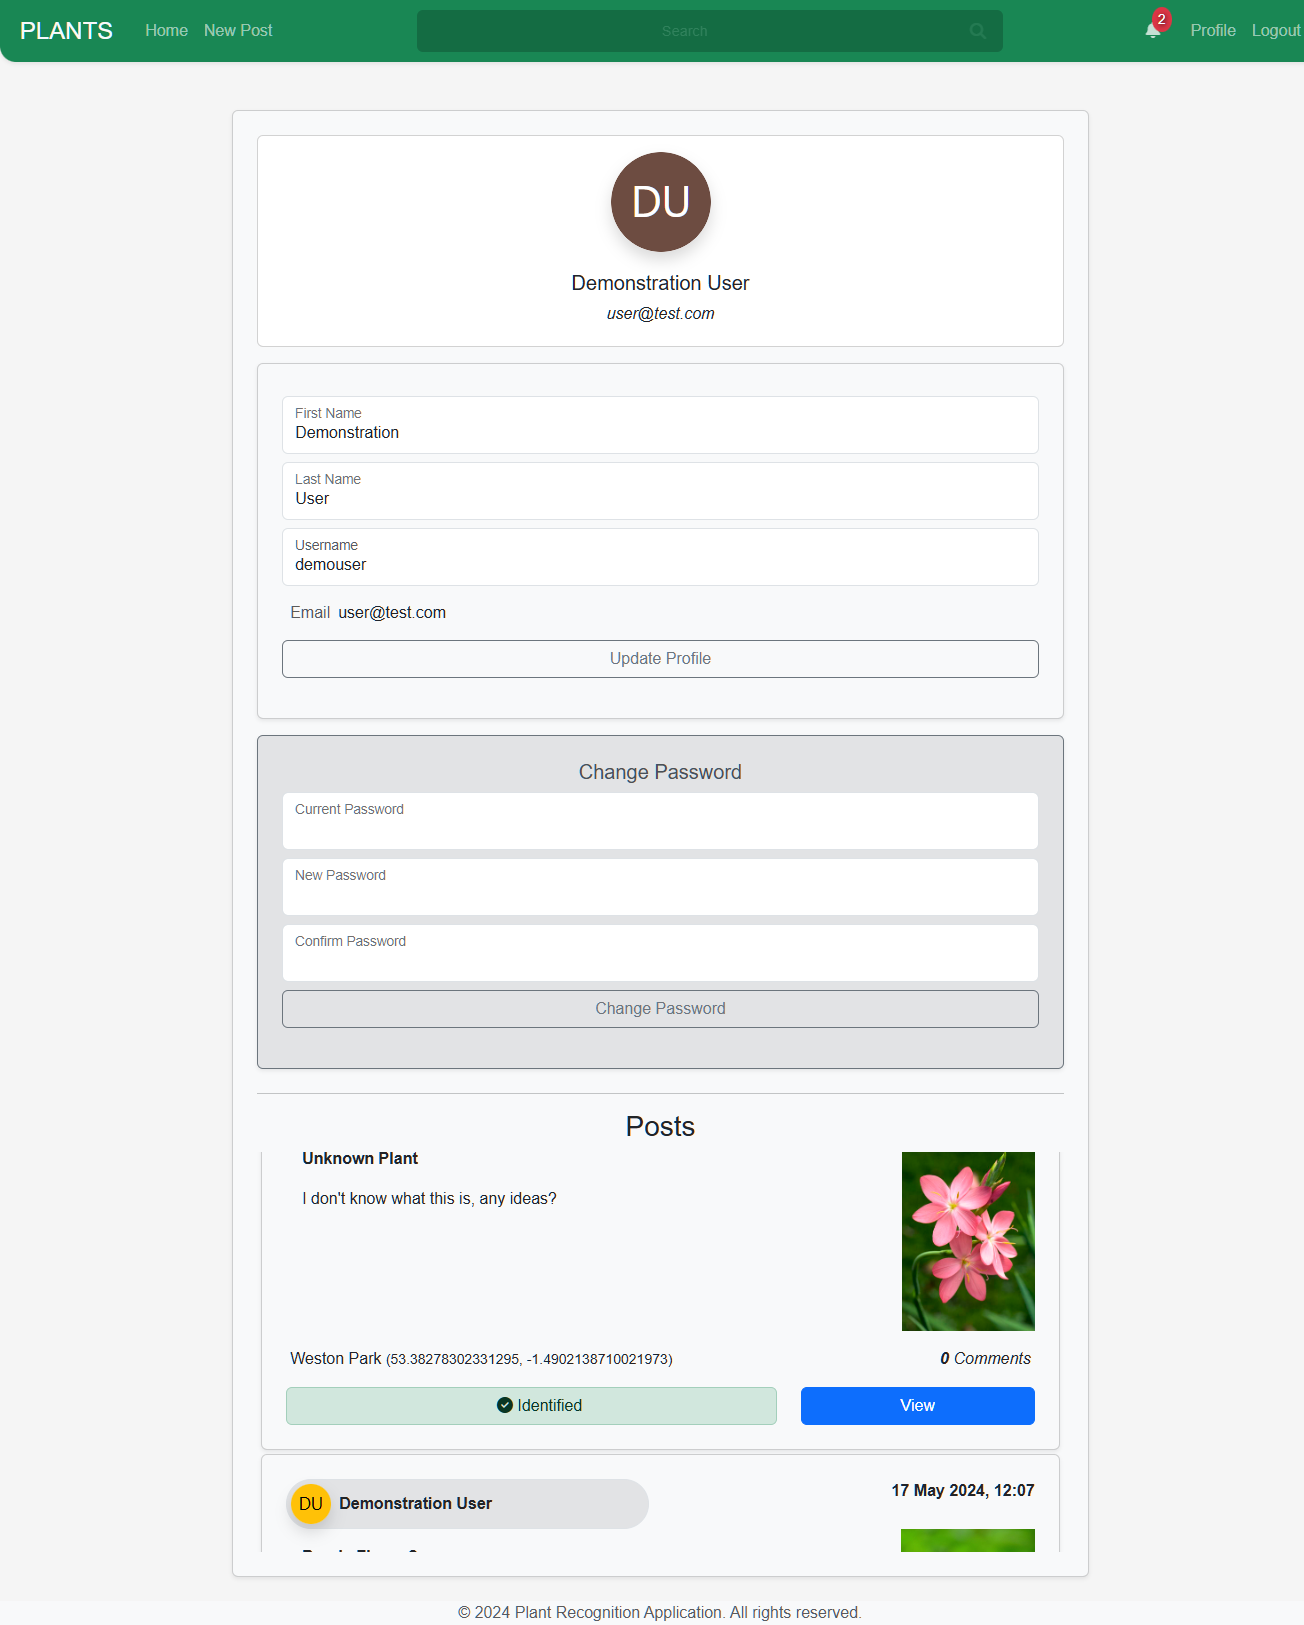 PLANTS Home New Post Search 2 Profile Logout
DU
Demonstration User
user@test.com
First Name
Demonstration
Last Name
User
Username
demouser
Email user@test.com
Update Profile
Change Password
Current Password
New Password
Confirm Password
Change Password
Posts
Unknown Plant
I don't know what this is, any ideas?
Weston Park (53.38278302331295, -1.4902138710021973)
0 Comments
Identified
View
DU Demonstration User
17 May 2024, 12:07
© 2024 Plant Recognition Application. All rights reserved.